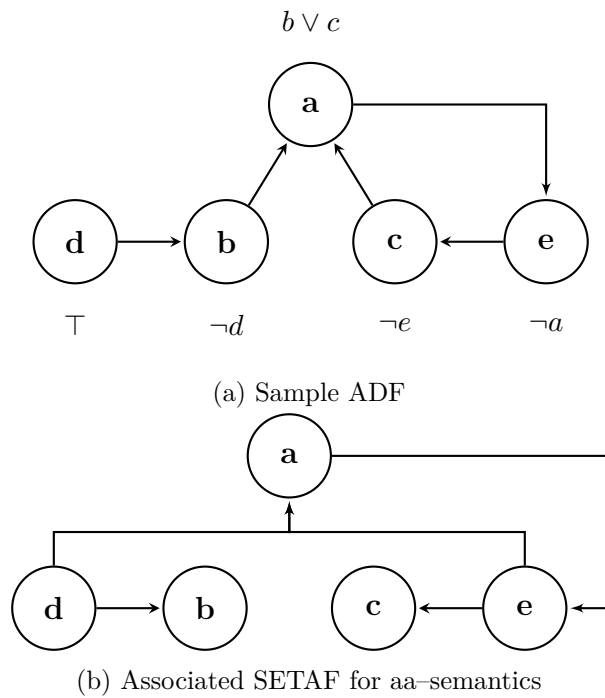 b ∨ c
a
d b c e
⊤ ¬d ¬e ¬a
(a) Sample ADF
a
d b c e
(b) Associated SETAF for aa–semantics